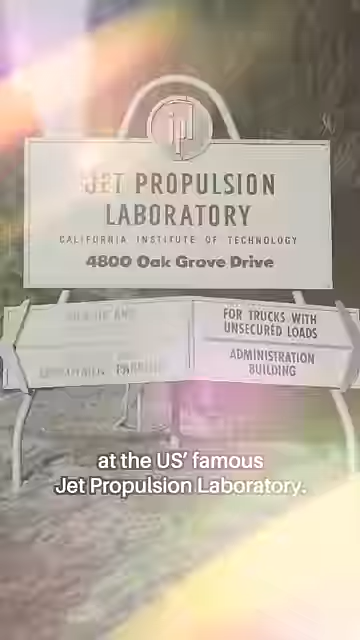 jpl
JET PROPULSION
LABORATORY
CALIFORNIA INSTITUTE OF TECHNOLOGY
4800 Oak Grove Drive
FOR TRUCKS WITH
UNSECURED LOADS
ADMINISTRATION
BUILDING
at the US’ famous
Jet Propulsion Laboratory.